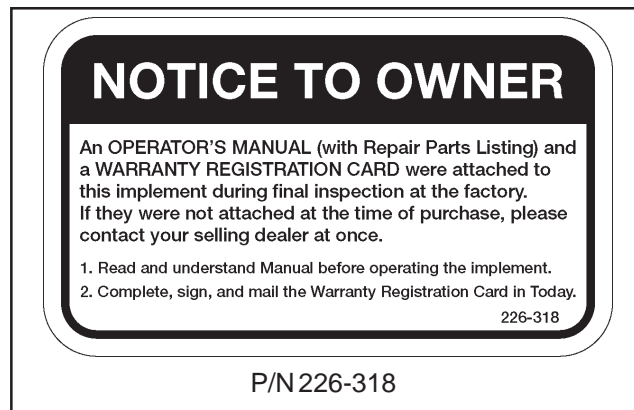 NOTICE TO OWNER
An OPERATOR'S MANUAL (with Repair Parts Listing) and
a WARRANTY REGISTRATION CARD were attached to
this implement during final inspection at the factory.
If they were not attached at the time of purchase, please
contact your selling dealer at once.
1. Read and understand Manual before operating the implement.
2. Complete, sign, and mail the Warranty Registration Card in Today.
226-318
P/N 226-318